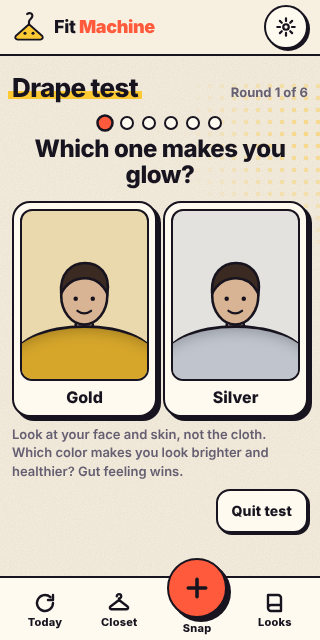 Fit Machine
Drape test
Round 1 of 6
Which one makes you
glow?
Gold
Silver
Look at your face and skin, not the cloth.
Which color makes you look brighter and
healthier? Gut feeling wins.
Quit test
Today
Closet
Snap
Looks